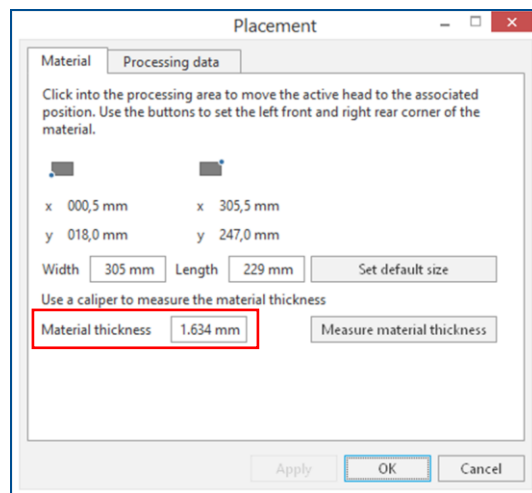 Placement
Material Processing data
Click into the processing area to move the active head to the associated
position. Use the buttons to set the left front and right rear corner of the
material.
x 000,5 mm x 305,5 mm
y 018,0 mm y 247,0 mm
Width 305 mm Length 229 mm Set default size
Use a caliper to measure the material thickness
Material thickness 1.634 mm Measure material thickness
Apply OK Cancel